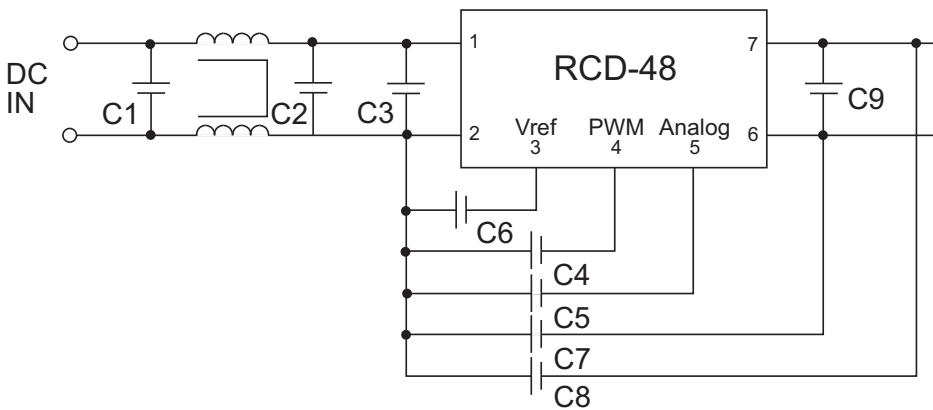 DC
IN
C1
C2
C3
1
2
RCD-48
Vref
3
PWM
4
Analog
5
7
6
C9
C6
C4
C5
C7
C8